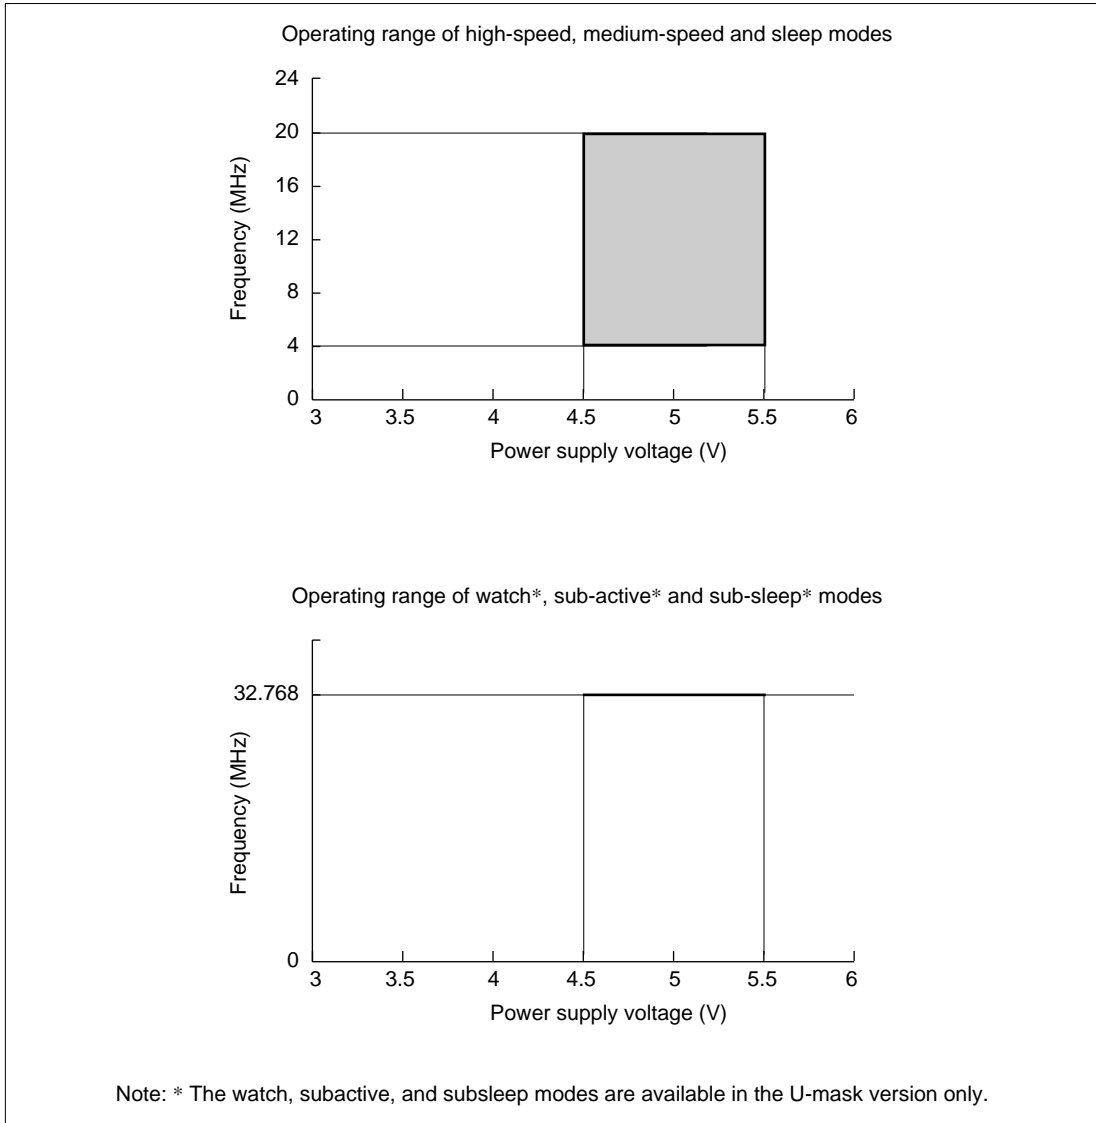 Operating range of high-speed, medium-speed and sleep modes
24
20
16
12
8
4
0
Frequency (MHz)
3 3.5 4 4.5 5 5.5 6
Power supply voltage (V)
Operating range of watch*, sub-active* and sub-sleep* modes
32.768
0
Frequency (MHz)
3 3.5 4 4.5 5 5.5 6
Power supply voltage (V)
Note: * The watch, subactive, and subsleep modes are available in the U-mask version only.